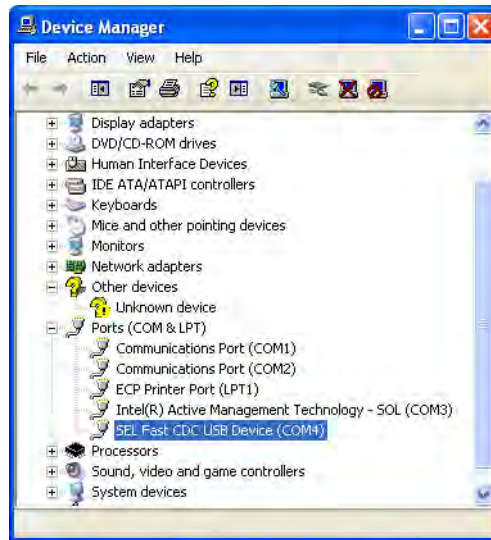 Device Manager
File Action View Help
Display adapters
DVD/CD-ROM drives
Human Interface Devices
IDE ATA/ATAPI controllers
Keyboards
Mice and other pointing devices
Monitors
Network adapters
Other devices
Unknown device
Ports (COM & LPT)
Communications Port (COM1)
Communications Port (COM2)
ECP Printer Port (LPT1)
Intel(R) Active Management Technology - SOL (COM3)
SEL Fast CDC USB Device (COM4)
Processors
Sound, video and game controllers
System devices